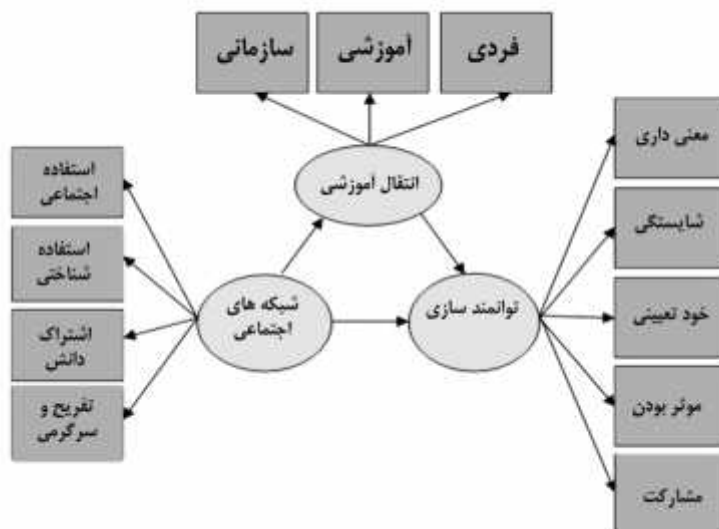 فردی
آموزشی
سازمانی
معنی داری
انتقال آموزشی
استفاده
اجتماعی
شایستگی
استفاده
شناختی
شبکه های
اجتماعی
توانمند سازی
خود تعیینی
اشتراک
دانش
موثر بودن
تفریح و
سرگرمی
مشارکت